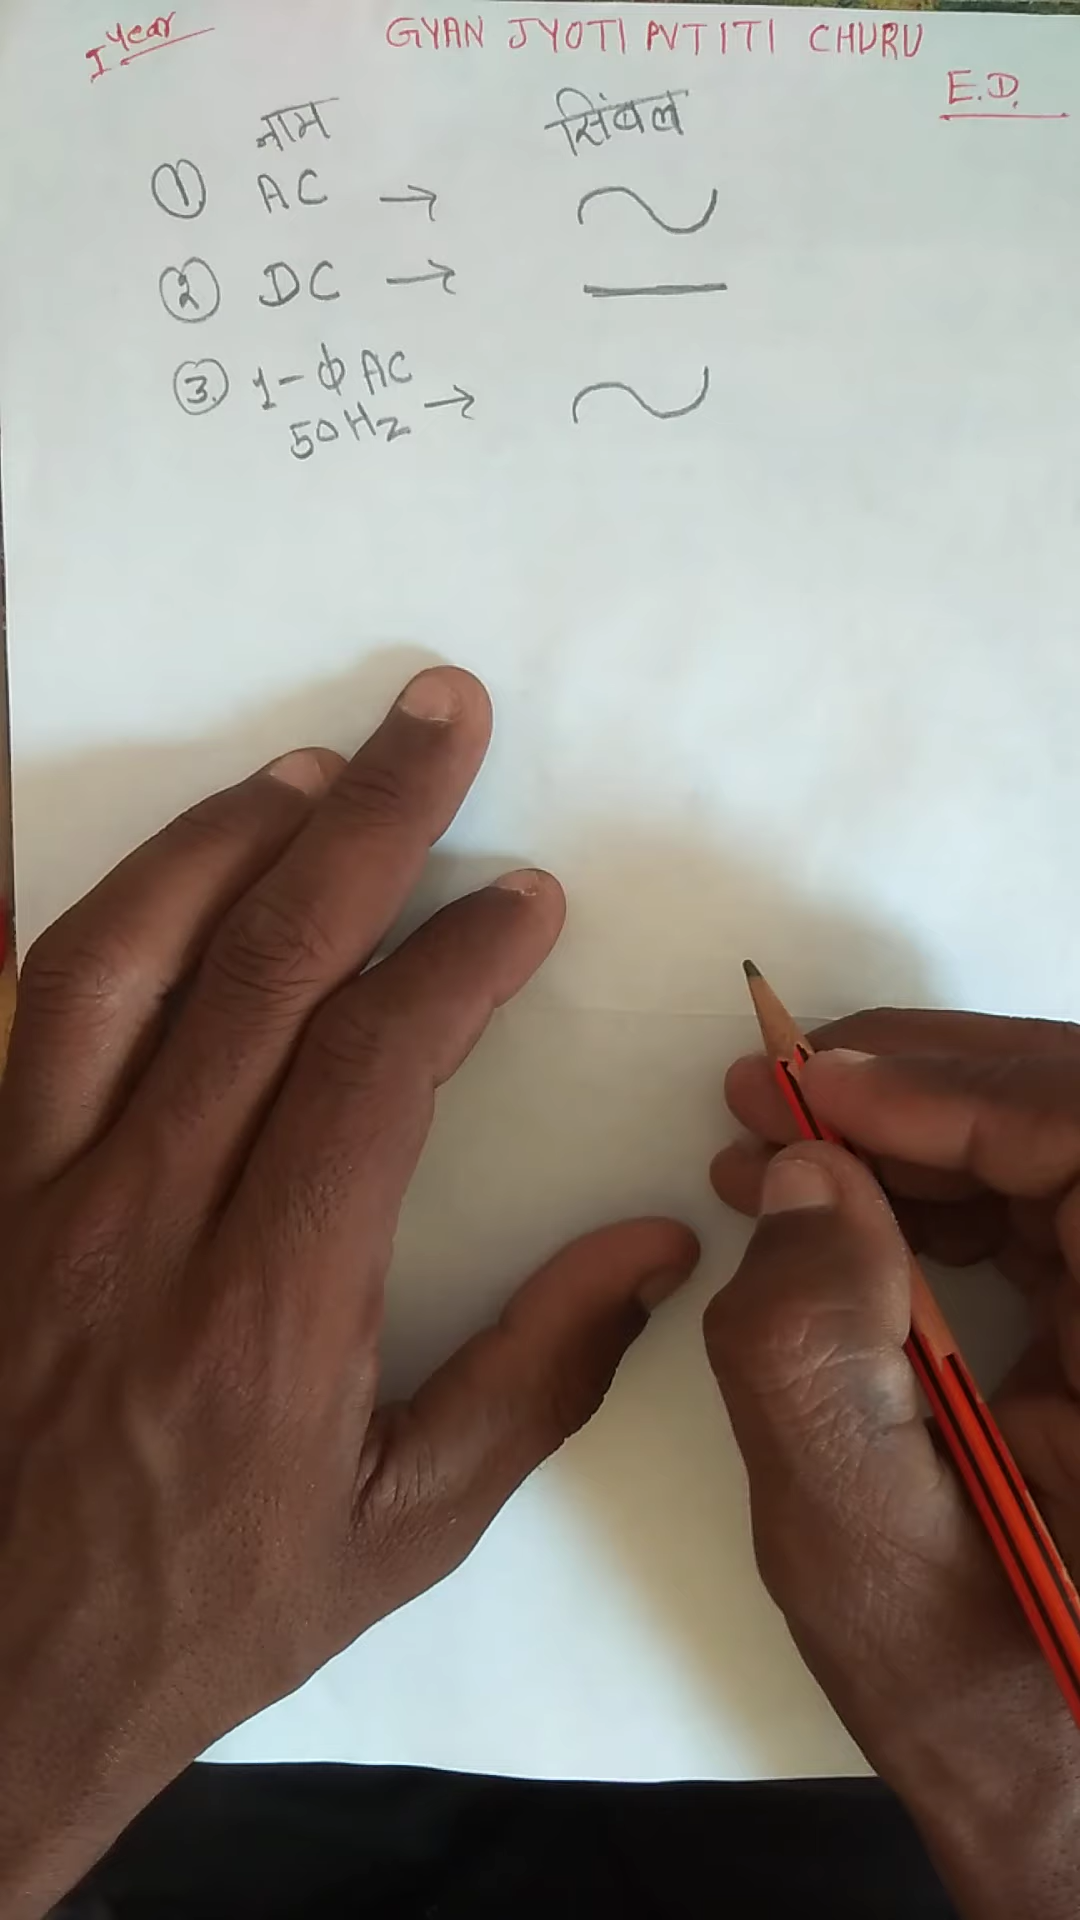 I Year GYAN JYOTI PVT ITI CHURU
E.D.
नाम सिंबल
① AC → ~
② DC → —
③ 1-ϕ AC
50Hz → ~